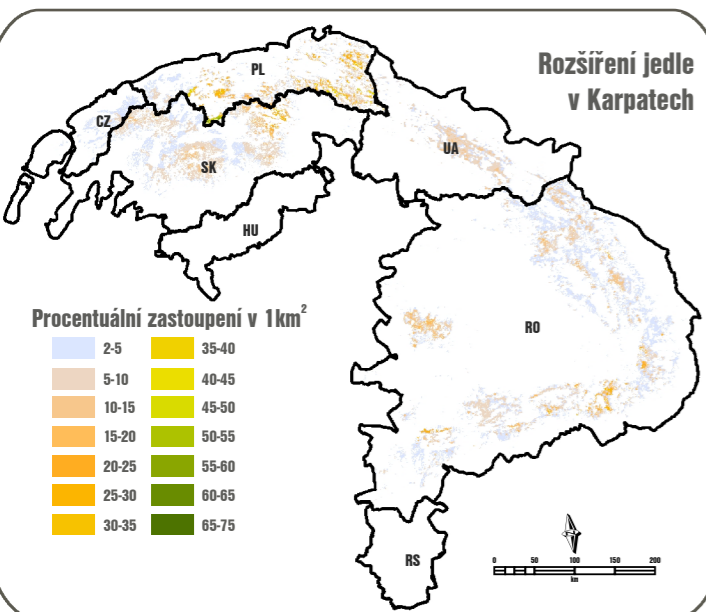 Rozšíření jedle
v Karpatech
PL
CZ
SK
UA
HU
RO
RS
Procentuální zastoupení v 1km²
2-5
5-10
10-15
15-20
20-25
25-30
30-35
35-40
40-45
45-50
50-55
55-60
60-65
65-75
0 50 100 150 200
km